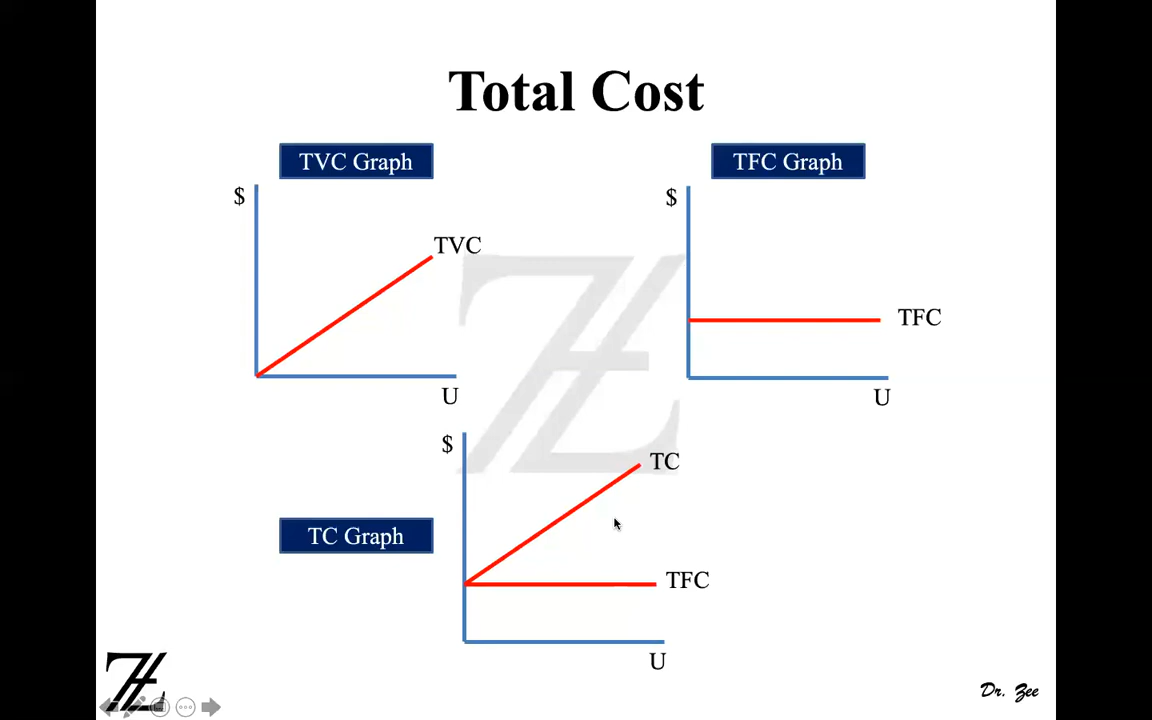 Total Cost
TVC Graph
TFC Graph
$
TVC
U
$
TFC
U
TC Graph
$
TC
TFC
U
Dr. Zee